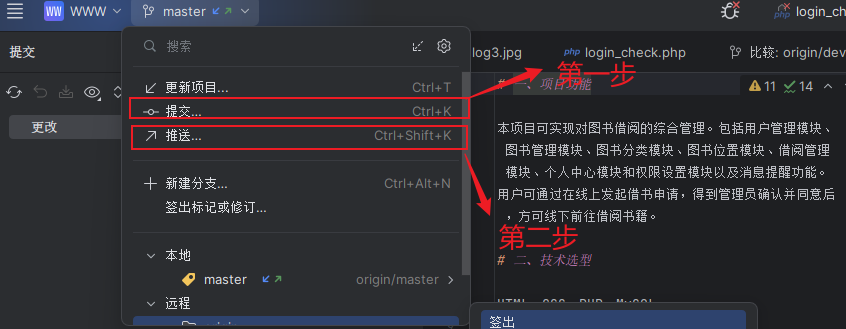 WW WWW master php login_ch
提交 搜索 log3.jpg php login_check.php 比较: origin/dev
第一步
# 一、项目功能 11 14
更新项目... Ctrl+T
提交... Ctrl+K
更改
推送... Ctrl+Shift+K
本项目可实现对图书借阅的综合管理。包括用户管理模块、
图书管理模块、图书分类模块、图书位置模块、借阅管理
模块、个人中心模块和权限设置模块以及消息提醒功能。
新建分支... Ctrl+Alt+N
用户可通过在线上发起借书申请，得到管理员确认并同意后
签出标记或修订...
，方可线下前往借阅书籍。
第二步
本地
# 二、技术选型
master origin/master
远程
签出